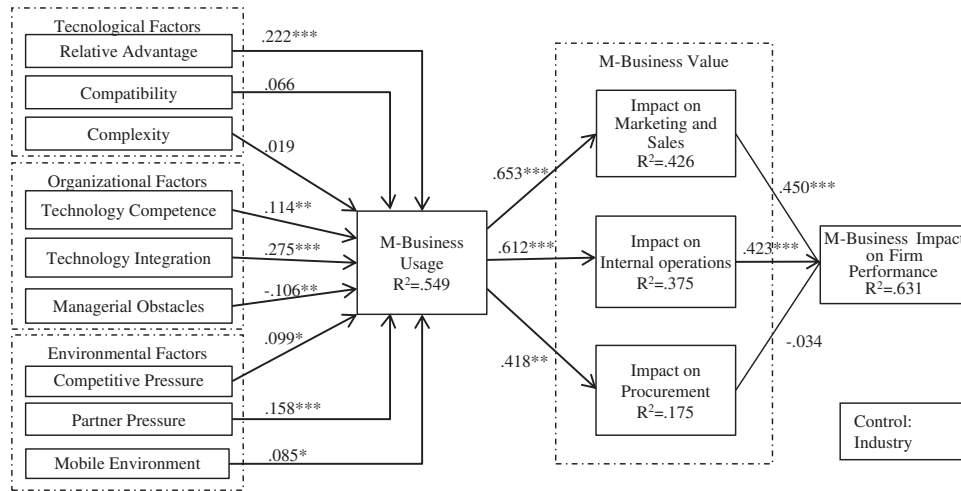 Tecnological Factors
Relative Advantage
.222***
Compatibility
.066
Complexity
.019
Organizational Factors
Technology Competence
.114**
Technology Integration
.275***
Managerial Obstacles
-.106**
Environmental Factors
Competitive Pressure
.099*
Partner Pressure
.158***
Mobile Environment
.085*
M-Business
Usage
R²=.549
.653***
.612***
.418**
M-Business Value
Impact on
Marketing and
Sales
R²=.426
Impact on
Internal operations
R²=.375
Impact on
Procurement
R²=.175
.450***
.423***
-.034
M-Business Impact
on Firm
Performance
R²=.631
Control:
Industry